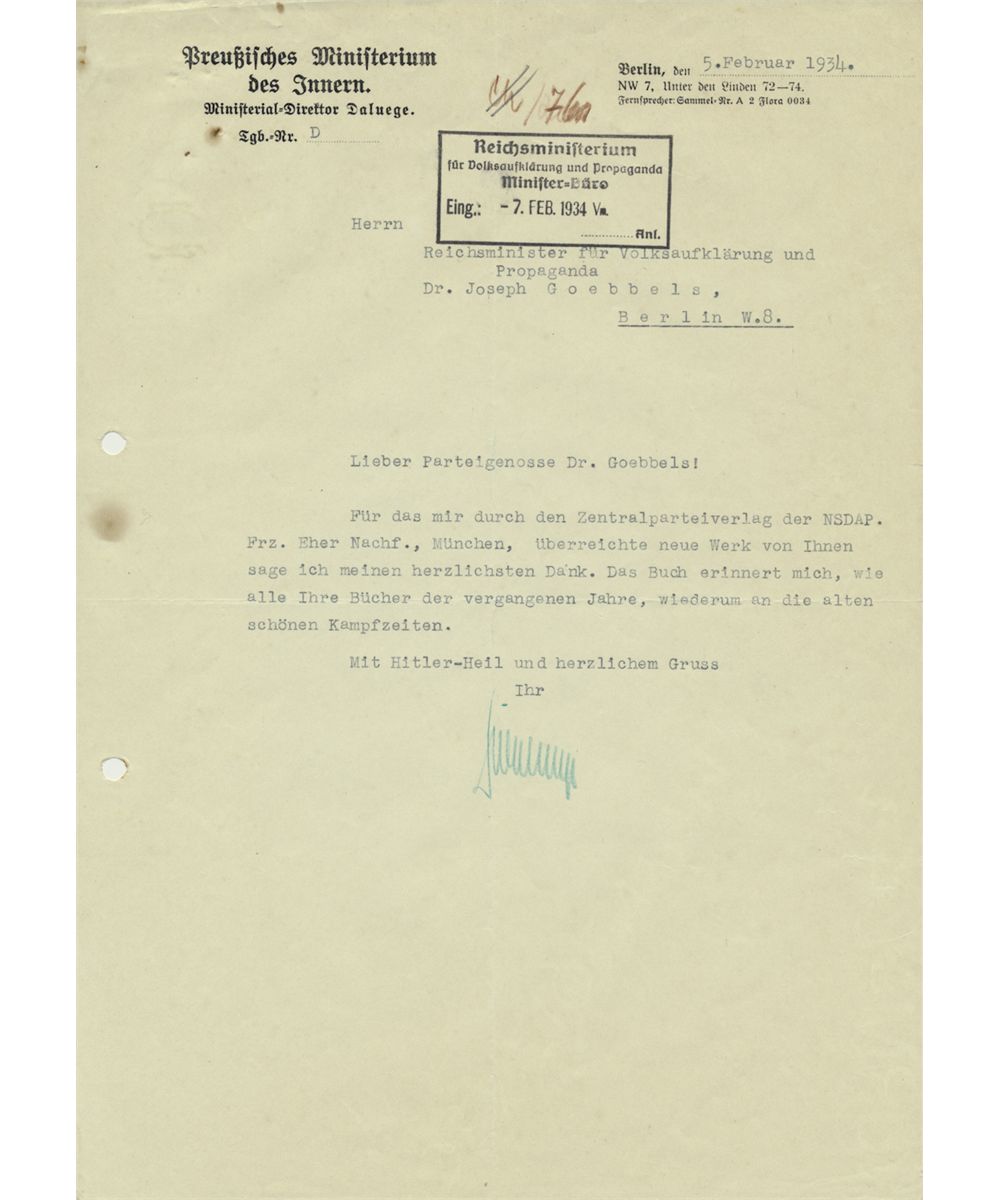 Preußisches Ministerium
des Innern.
Ministerial-Direktor Daluege.
Tgb.-Nr. D
Berlin, den 5.Februar 1934.
NW 7, Unter den Linden 72—74.
Fernsprecher: Sammel-Nr. A 2 Flora 0034
Reichsministerium
für Volksaufklärung und Propaganda
Minister-Büro
Eing.: - 7. FEB. 1934 Vm.
Anl.
Herrn
Reichsminister für Volksaufklärung und
Propaganda
Dr. Joseph G o e b b e l s ,
B e r l i n W.8.
Lieber Parteigenosse Dr. Goebbels!
Für das mir durch den Zentralparteiverlag der NSDAP.
Frz. Eher Nachf., München, überreichte neue Werk von Ihnen
sage ich meinen herzlichsten Dank. Das Buch erinnert mich, wie
alle Ihre Bücher der vergangenen Jahre, wiederum an die alten
schönen Kampfzeiten.
Mit Hitler-Heil und herzlichem Gruss
Ihr